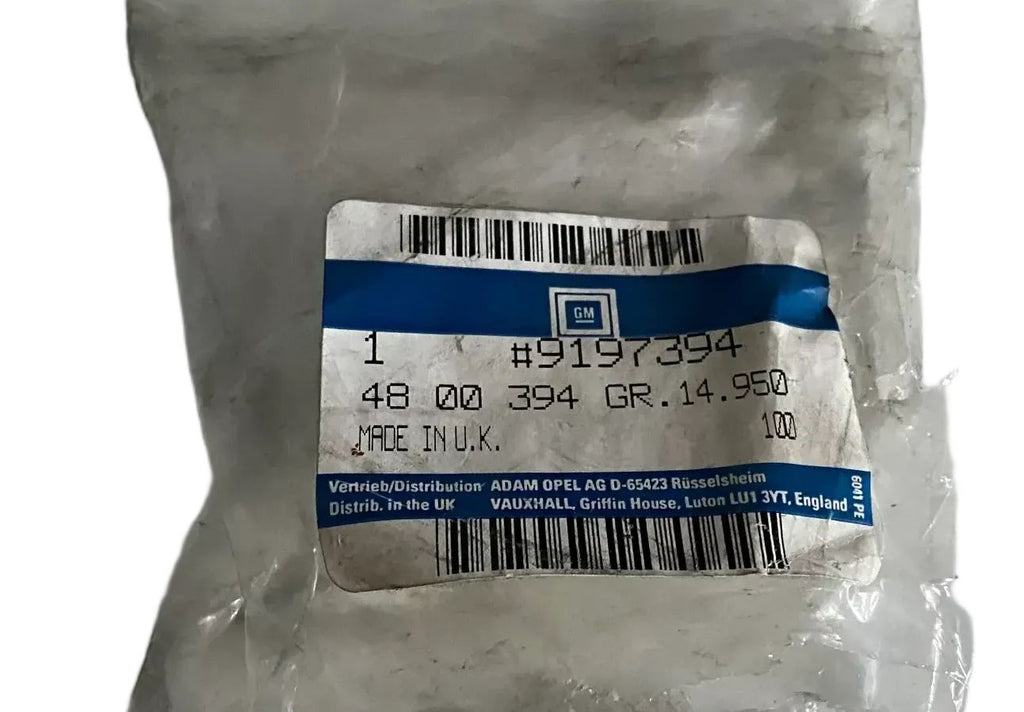 GM
1 #9197394
48 00 394 GR.14.950
MADE IN U.K. 100
Vertrieb/Distribution ADAM OPEL AG D-65423 Rüsselsheim
Distrib. in the UK VAUXHALL, Griffin House, Luton LU1 3YT, England
6041 PE